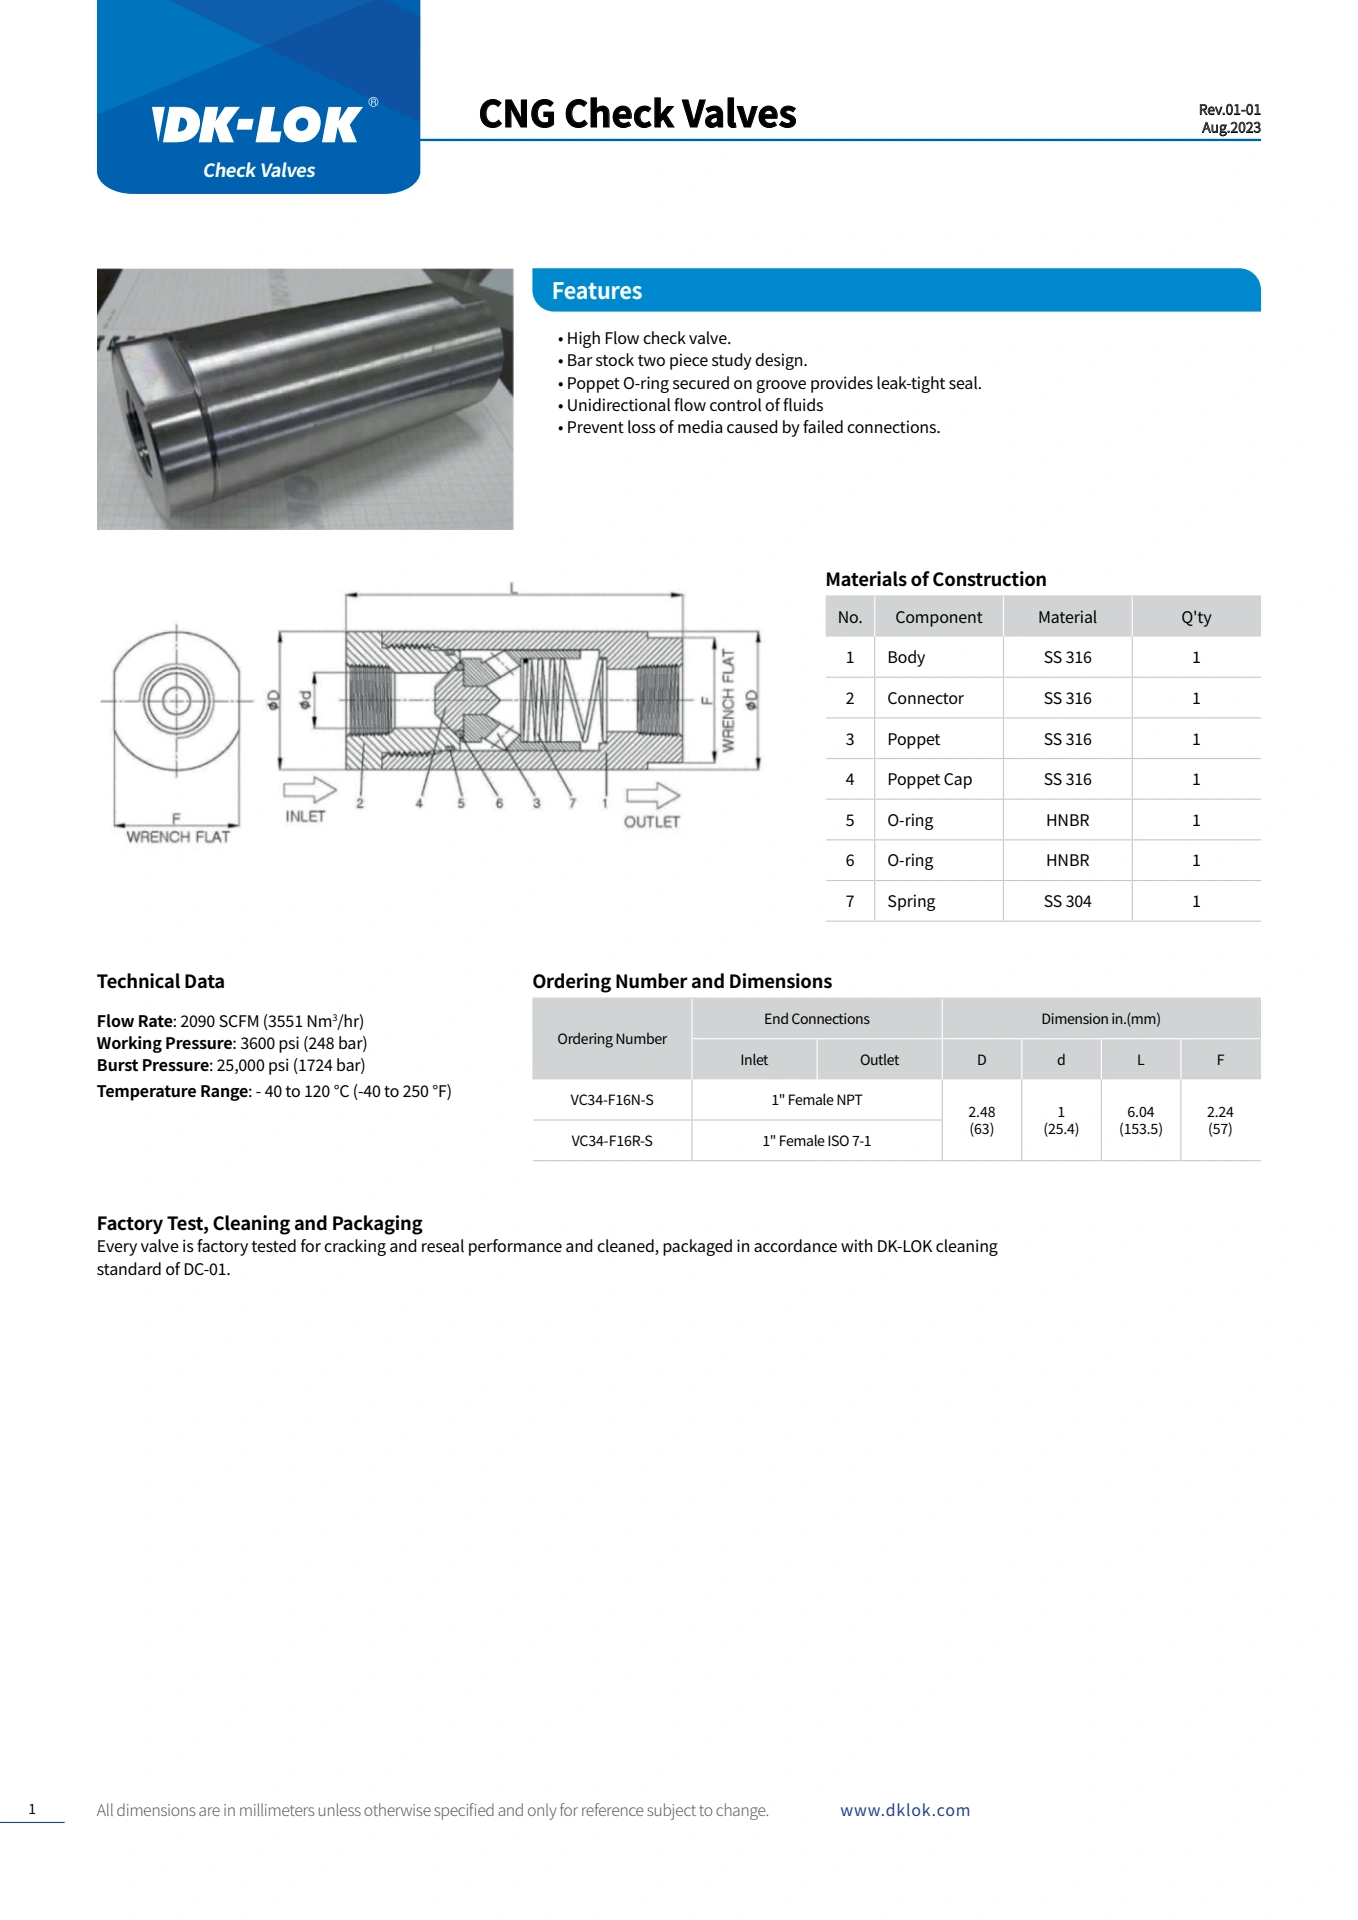 DK-LOK®
Check Valves
CNG Check Valves
Rev.01-01
Aug.2023
Features
• High Flow check valve.
• Bar stock two piece study design.
• Poppet O-ring secured on groove provides leak-tight seal.
• Unidirectional flow control of fluids
• Prevent loss of media caused by failed connections.
L
øD
ød
F
WRENCH FLAT
øD
INLET
2 4 5 6 3 7 1
OUTLET
F
WRENCH FLAT
Materials of Construction
No. Component Material Q'ty
1 Body SS 316 1
2 Connector SS 316 1
3 Poppet SS 316 1
4 Poppet Cap SS 316 1
5 O-ring HNBR 1
6 O-ring HNBR 1
7 Spring SS 304 1
Technical Data
Flow Rate: 2090 SCFM (3551 Nm³/hr)
Working Pressure: 3600 psi (248 bar)
Burst Pressure: 25,000 psi (1724 bar)
Temperature Range: - 40 to 120 °C (-40 to 250 °F)
Ordering Number and Dimensions
Ordering Number End Connections Dimension in.(mm)
Inlet Outlet D d L F
VC34-F16N-S 1" Female NPT
2.48 1 6.04 2.24
(63) (25.4) (153.5) (57)
VC34-F16R-S 1" Female ISO 7-1
Factory Test, Cleaning and Packaging
Every valve is factory tested for cracking and reseal performance and cleaned, packaged in accordance with DK-LOK cleaning
standard of DC-01.
1 All dimensions are in millimeters unless otherwise specified and only for reference subject to change. www.dklok.com